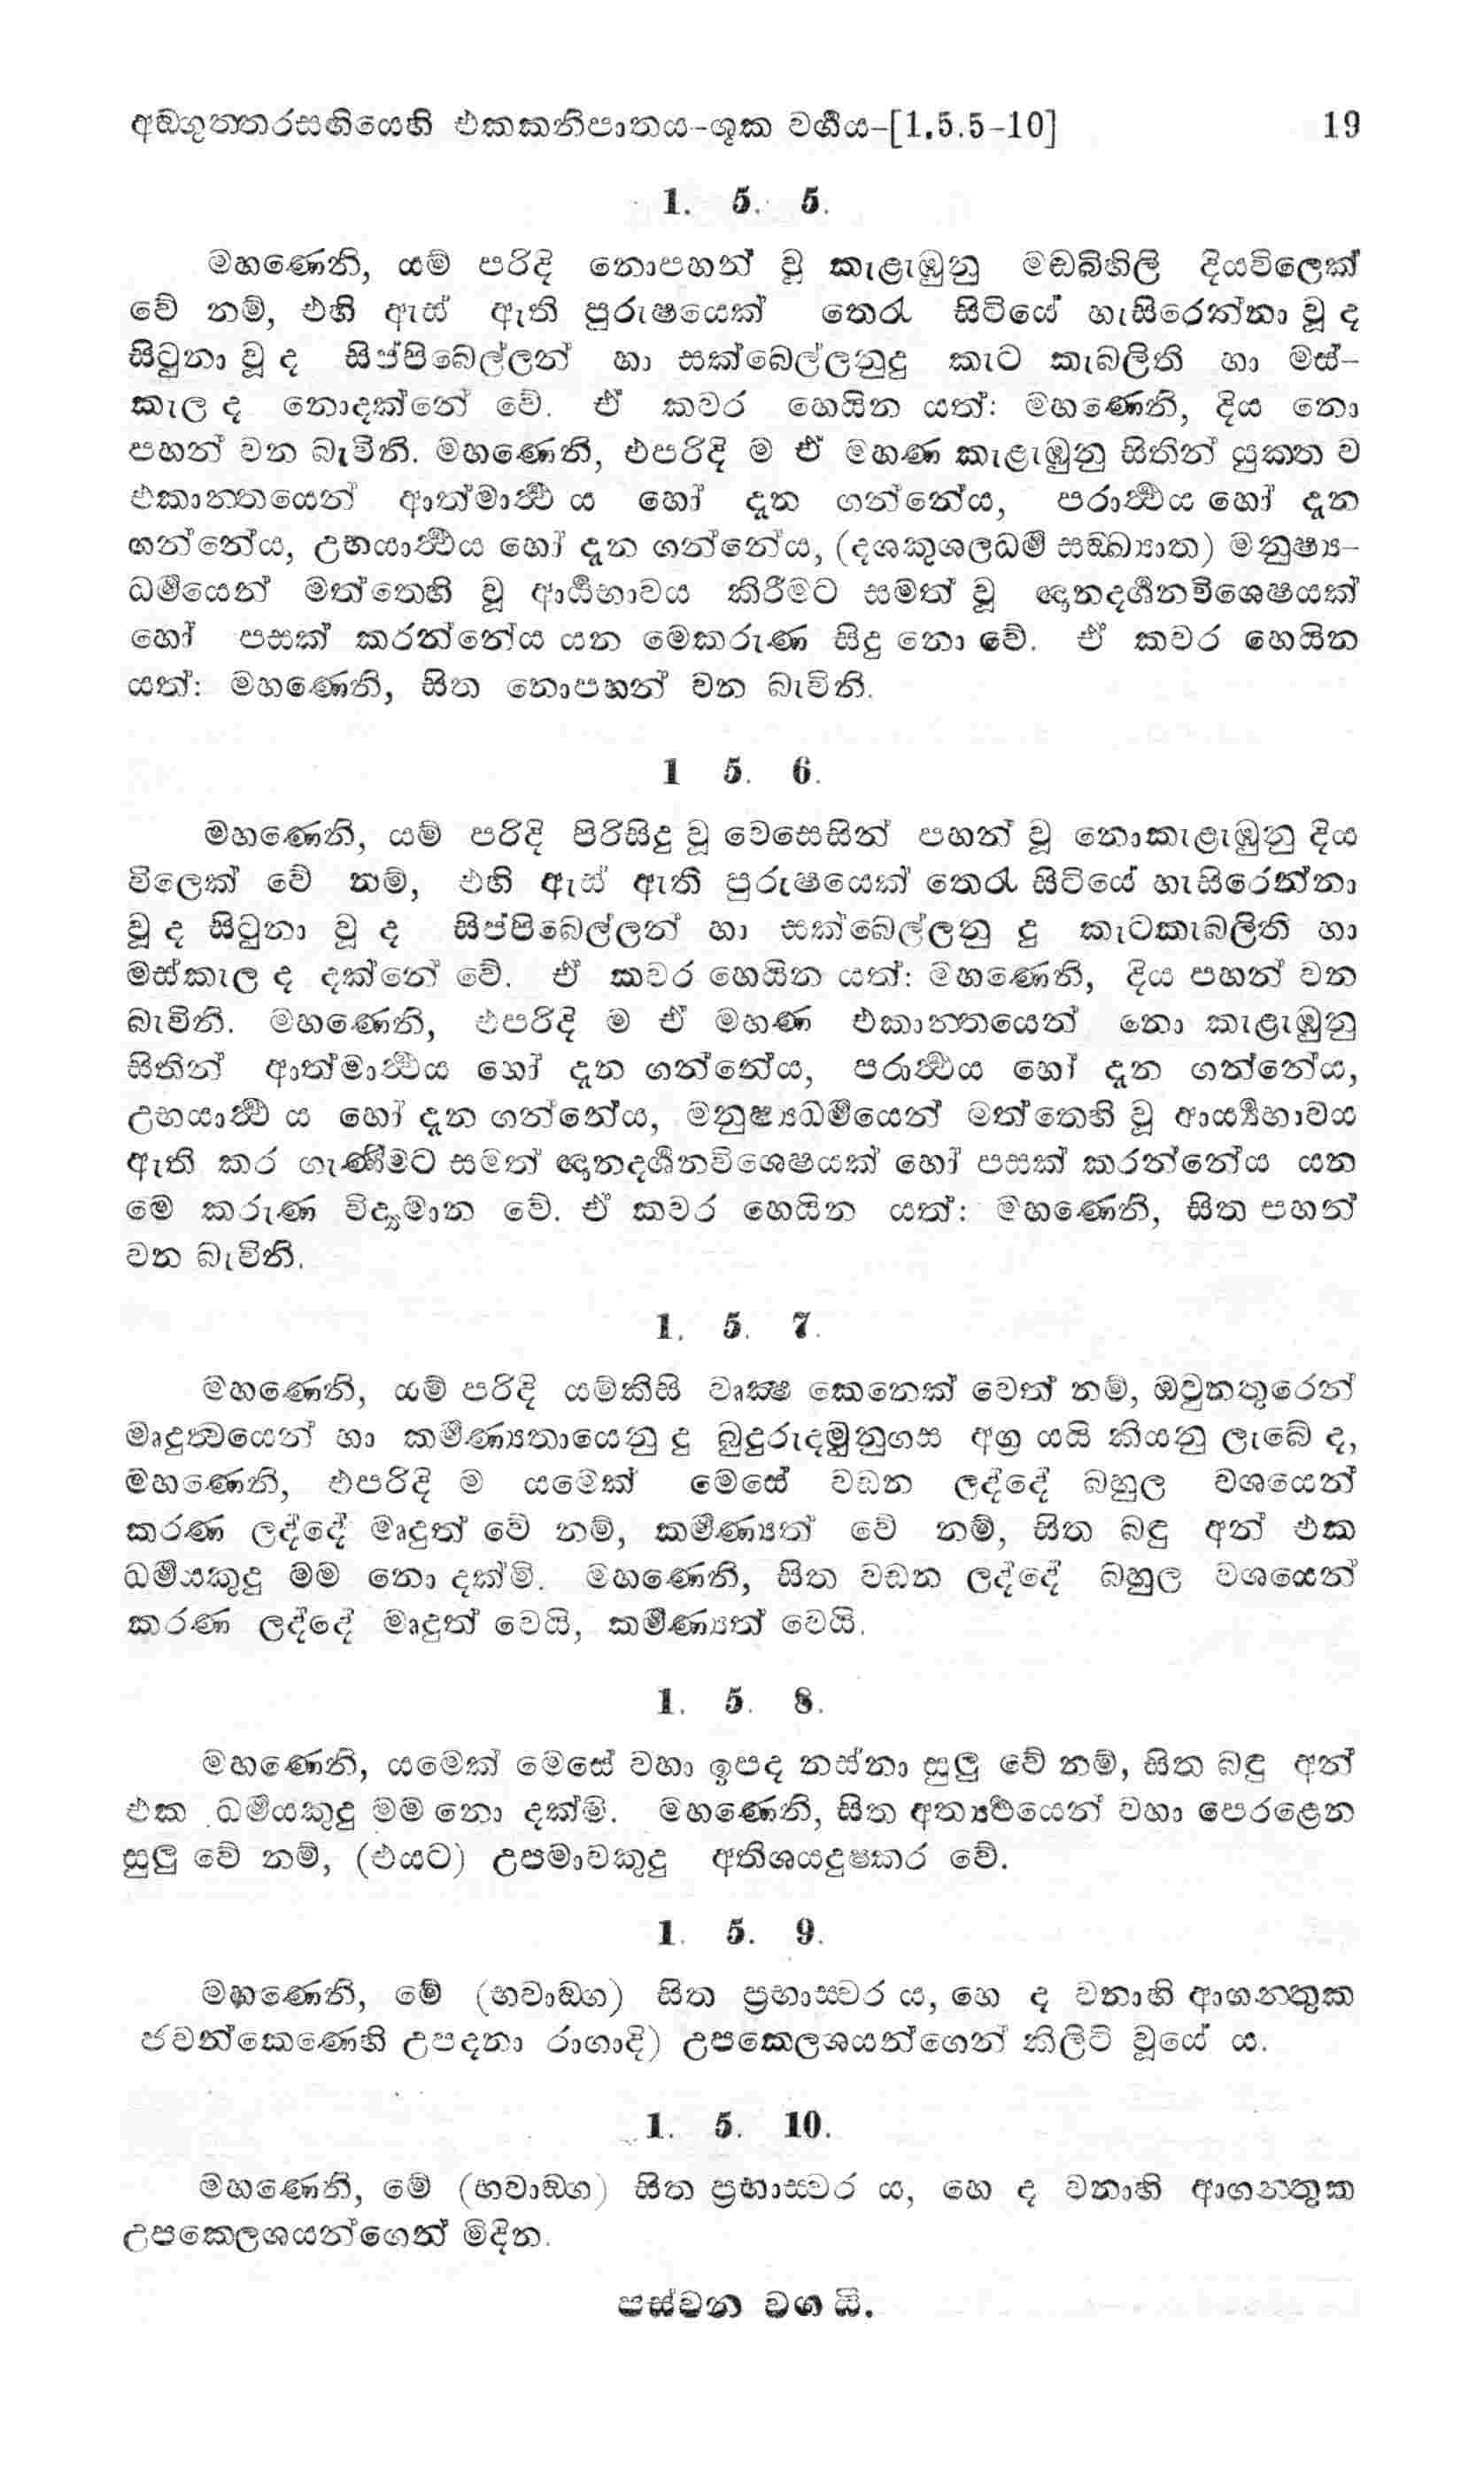 අඞ්ගුත්තරසඟියෙහි එකකනිපාතය-ශූක වර්‍ගය-[1.5.5-10] 19
1. 5. 5.
මහණෙනි, යම් පරිදි නොපහන් වූ කැළැඹුනු මඩබිහිලි දියවිලෙක්
වේ නම්, එහි ඇස් ඇති පුරුෂයෙක් තෙරැ සිටියේ හැසිරෙන්නා වූ ද
සිටුනා වූ ද සිප්පිබෙල්ලන් හා සක්බෙල්ලනුදු කැට කැබලිති හා මස්-
කැල ද නොදක්නේ වේ. ඒ කවර හෙයින යත්: මහණෙනි, දිය නො
පහන් වන බැවිනි. මහණෙනි, එපරිදි ම ඒ මහණ කැළැඹුනු සිතින් යුක්ත ව
එකාන්තයෙන් ආත්මාර්‍ථ ය හෝ දැන ගන්නේය, පරාර්‍ථය හෝ දැන
ගන්නේය, උභයාර්‍ථය හෝ දැන ගන්නේය, (දශකුශලධර්‍ම සඞ්ඛ්‍යාත) මනුෂ්‍ය-
ධර්‍මයෙන් මත්තෙහි වූ ආර්‍ය්‍යභාවය කිරීමට සමත් වූ ඥානදර්‍ශනවිශෙෂයක්
හෝ පසක් කරන්නේය යන මෙකරුණ සිදු නො වේ. ඒ කවර හෙයින
යත්: මහණෙනි, සිත නොපහන් වන බැවිනි.
1 5. 6.
මහණෙනි, යම් පරිදි පිරිසිදු වූ වෙසෙසින් පහන් වූ නොකැළැඹුනු දිය
විලෙක් වේ නම්, එහි ඇස් ඇති පුරුෂයෙක් තෙරැ සිටියේ හැසිරෙන්නා
වූ ද සිටුනා වූ ද සිප්පිබෙල්ලන් හා සක්බෙල්ලනු දු කැටකැබලිති හා
මස්කැල ද දක්නේ වේ. ඒ කවර හෙයින යත්: මහණෙනි, දිය පහන් වන
බැවිනි. මහණෙනි, එපරිදි ම ඒ මහණ එකාන්තයෙන් නො කැළැඹුනු
සිතින් ආත්මාර්‍ථය හෝ දැන ගන්නේය, පරාර්‍ථය හෝ දැන ගන්නේය,
උභයාර්‍ථ ය හෝ දැන ගන්නේය, මනුෂ්‍යධර්‍මයෙන් මත්තෙහි වූ ආර්‍ය්‍යභාවය
ඇති කර ගැණීමට සමත් ඥානදර්‍ශනවිශෙෂයක් හෝ පසක් කරන්නේය යන
මෙ කරුණ විද්‍යමාන වේ. ඒ කවර හෙයින යත්: මහණෙනි, සිත පහන්
වන බැවිනි.
1. 5. 7.
මහණෙනි, යම් පරිදි යම්කිසි වෘක්‍ෂ කෙනෙක් වෙත් නම්, ඔවුනතුරෙන්
මෘදුත්‍වයෙන් හා කර්‍මණ්‍යතායෙනු දු බුදුරුදමුනුගස අග්‍ර යයි කියනු ලැබේ ද,
මහණෙනි, එපරිදි ම යමෙක් මෙසේ වඩන ලද්දේ බහුල වශයෙන්
කරණ ලද්දේ මෘදුත් වේ නම්, කර්‍මණ්‍යත් වේ නම්, සිත බඳු අන් එක
ධර්‍මයකුදු මම නො දක්මි. මහණෙනි, සිත වඩන ලද්දේ බහුල වශයෙන්
කරණ ලද්දේ මෘදුත් වෙයි, කර්‍මණ්‍යත් වෙයි.
1. 5. 8.
මහණෙනි, යමෙක් මෙසේ වහා ඉපද නස්නා සුලු වේ නම්, සිත බඳු අන්
එක ධර්‍මයකුදු මම නො දක්මි. මහණෙනි, සිත අත්‍යර්‍ථයෙන් වහා පෙරළෙන
සුලු වේ නම්, (එයට) උපමාවකුදු අතිශයදුෂ්කර වේ.
1. 5. 9.
මහණෙනි, මේ (භවාඞ්ග) සිත ප්‍රභාස්වර ය, හෙ ද වනාහි ආගන්තුක
ජවන්කෙණෙහි උපදනා රාගාදි) උපක්ලෙශයන්ගෙන් කිලිටි වූයේ ය.
1. 5. 10.
මහණෙනි, මේ (භවාඞ්ග) සිත ප්‍රභාස්වර ය, හෙ ද වනාහි ආගන්තුක
උපක්ලෙශයන්ගෙන් මිදින.
පස්වන වග යි.